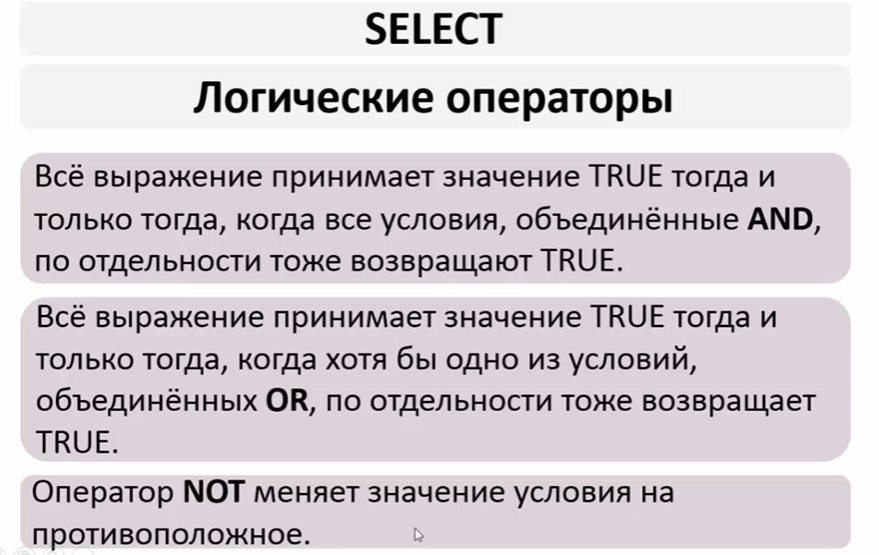 SELECT
Логические операторы
Всё выражение принимает значение TRUE тогда и
только тогда, когда все условия, объединённые AND,
по отдельности тоже возвращают TRUE.
Всё выражение принимает значение TRUE тогда и
только тогда, когда хотя бы одно из условий,
объединённых OR, по отдельности тоже возвращает
TRUE.
Оператор NOT меняет значение условия на
противоположное.